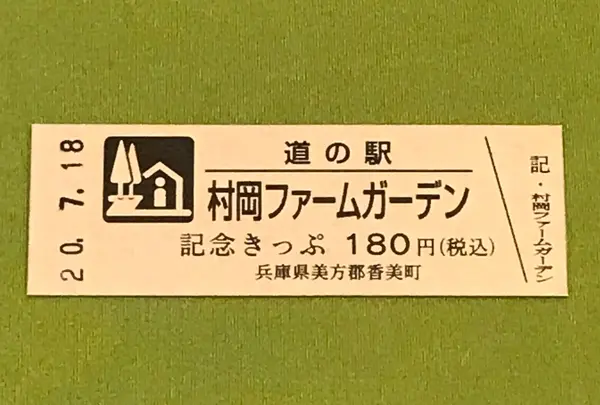 20.7.18
道の駅
村岡ファームガーデン
記念きっぷ 180円(税込)
兵庫県美方郡香美町
記・村岡ファームガーデン